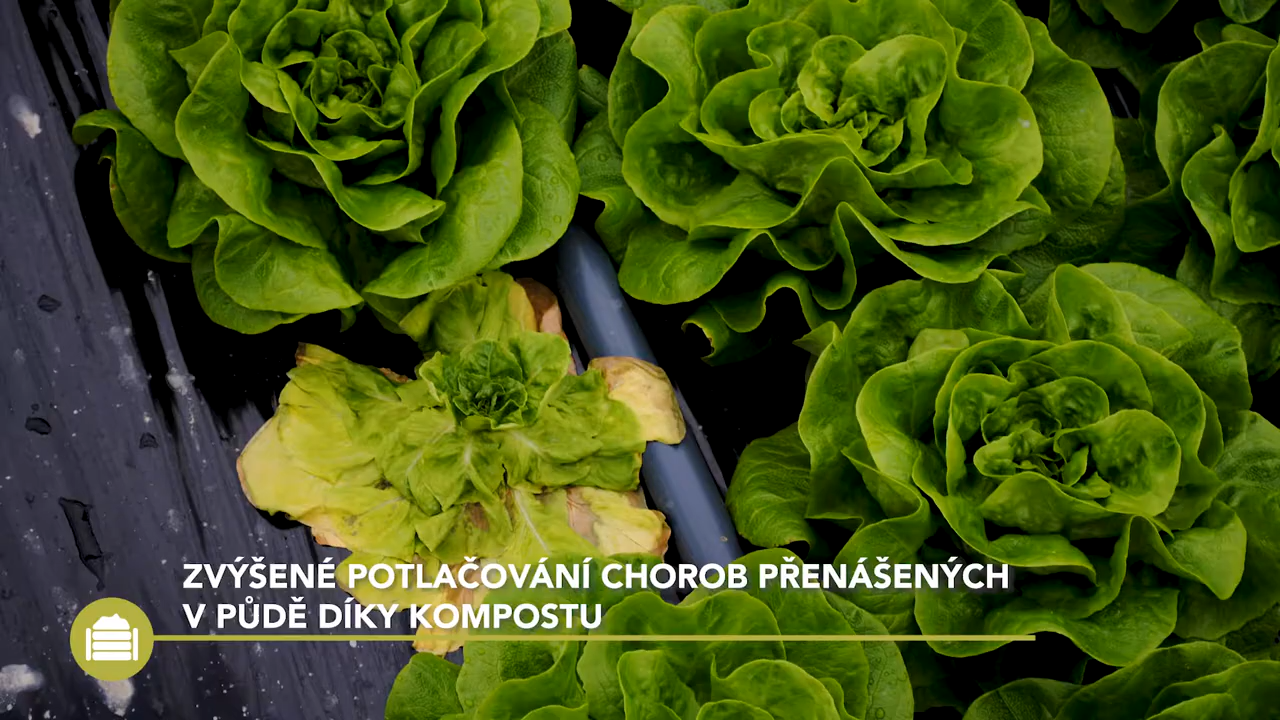 ZVÝŠENÉ POTLAČOVÁNÍ CHOROB PŘENÁŠENÝCH
V PŮDĚ DÍKY KOMPOSTU